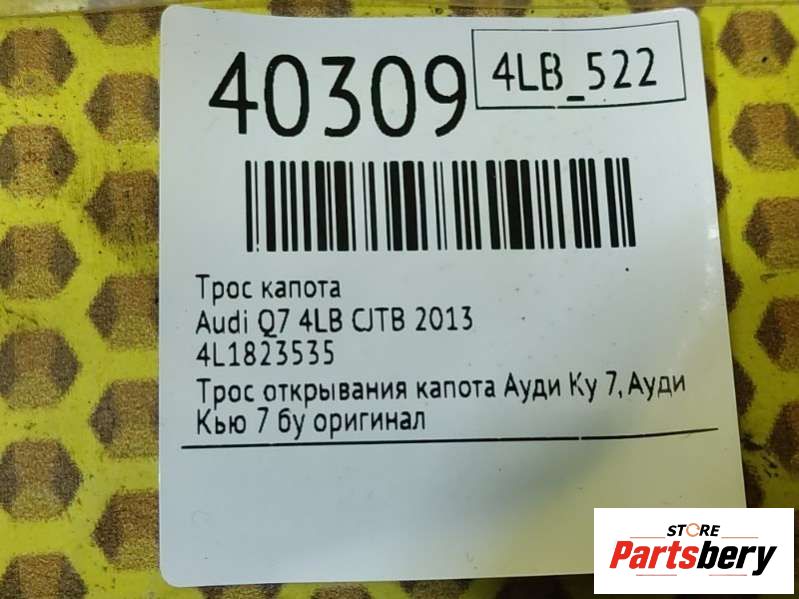 40309
4LB_522
Трос капота
Audi Q7 4LB CJTB 2013
4L1823535
Трос открывания капота Ауди Ку 7, Ауди
Кью 7 бу оригинал
STORE
Partsbery